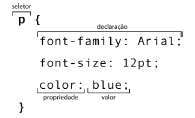 seletor
p {
declaração
font-family: Arial;
font-size: 12pt;
color: blue;
propriedade valor
}